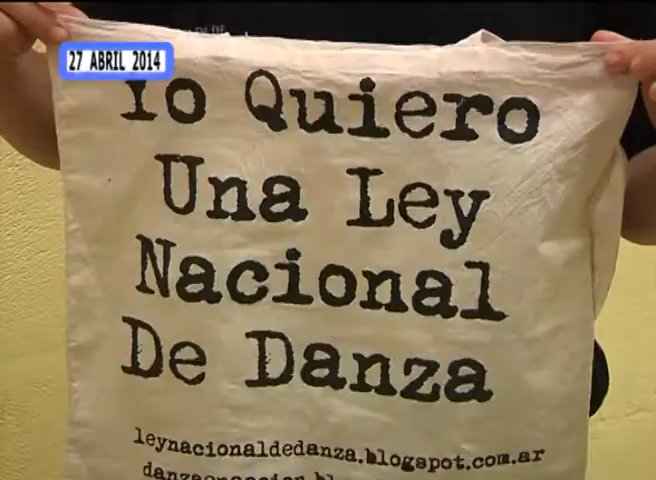 27 ABRIL 2014
Yo Quiero
Una Ley
Nacional
De Danza
leynacionaldedanza.blogspot.com.ar